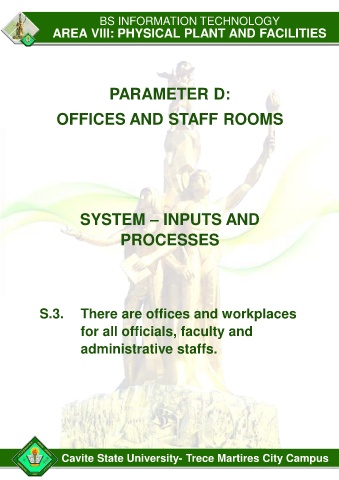 BS INFORMATION TECHNOLOGY
AREA VIII: PHYSICAL PLANT AND FACILITIES
PARAMETER D:
OFFICES AND STAFF ROOMS
SYSTEM – INPUTS AND
PROCESSES
S.3. There are offices and workplaces
for all officials, faculty and
administrative staffs.
Cavite State University- Trece Martires City Campus